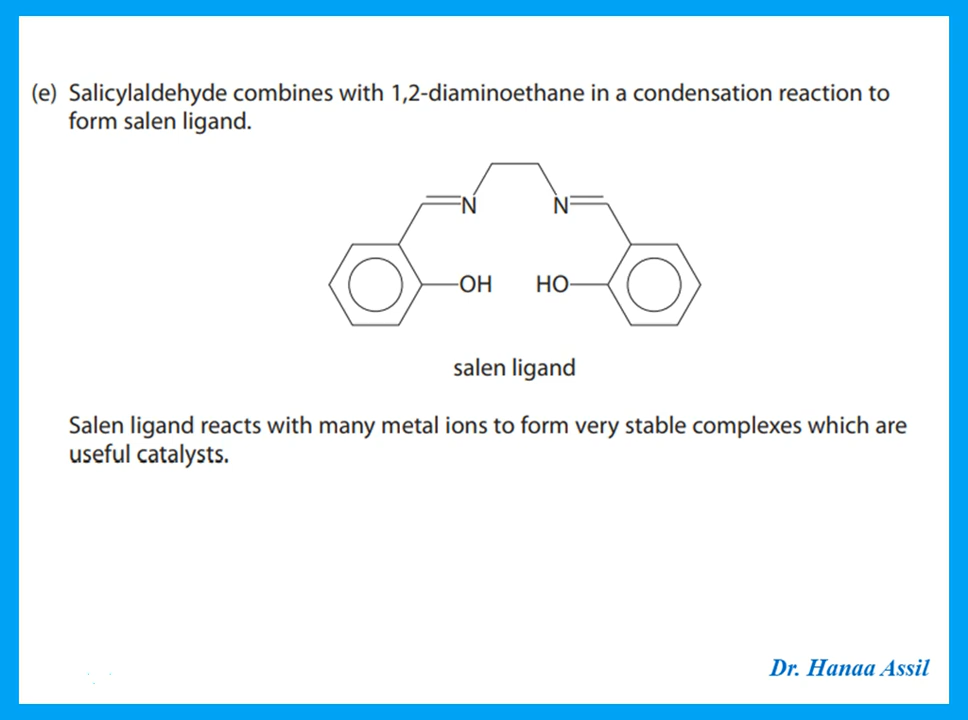 (e) Salicylaldehyde combines with 1,2-diaminoethane in a condensation reaction to
form salen ligand.
N N
OH HO
salen ligand
Salen ligand reacts with many metal ions to form very stable complexes which are
useful catalysts.
Dr. Hanaa Assil